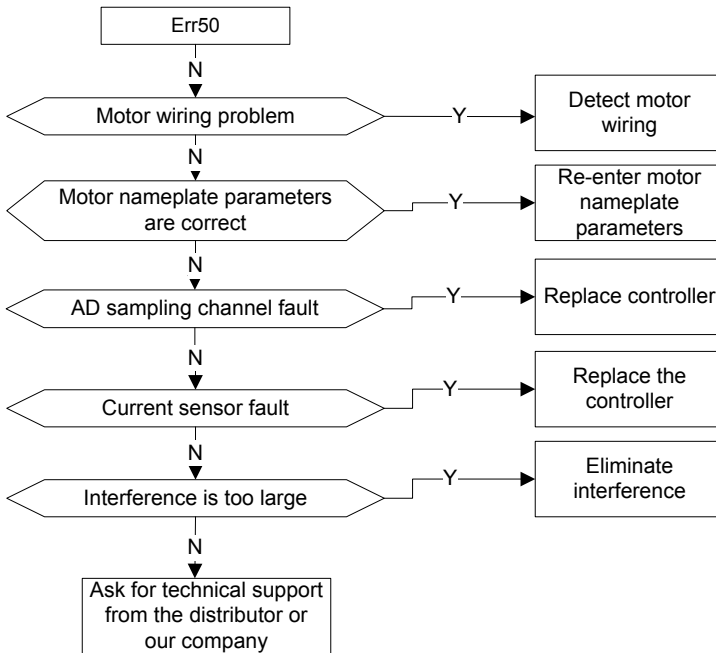 Err50
N
Motor wiring problem
Y
Detect motor
wiring
N
Motor nameplate parameters
are correct
Y
Re-enter motor
nameplate
parameters
N
AD sampling channel fault
Y
Replace controller
N
Current sensor fault
Y
Replace the
controller
N
Interference is too large
Y
Eliminate
interference
N
Ask for technical support
from the distributor or
our company